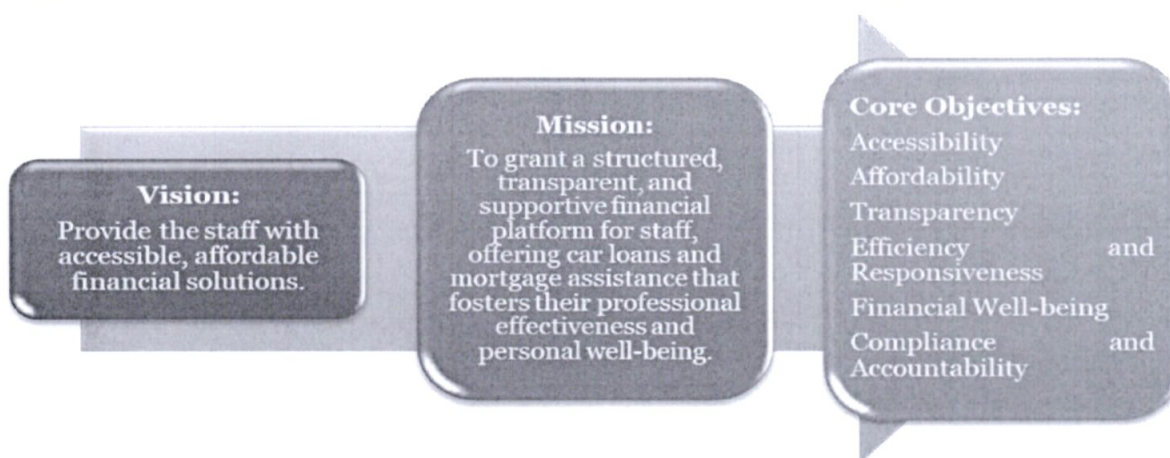 Vision:
Provide the staff with
accessible, affordable
financial solutions.
Mission:
To grant a structured,
transparent, and
supportive financial
platform for staff,
offering car loans and
mortgage assistance that
fosters their professional
effectiveness and
personal well-being.
Core Objectives:
Accessibility
Affordability
Transparency
Efficiency and
Responsiveness
Financial Well-being
Compliance and
Accountability